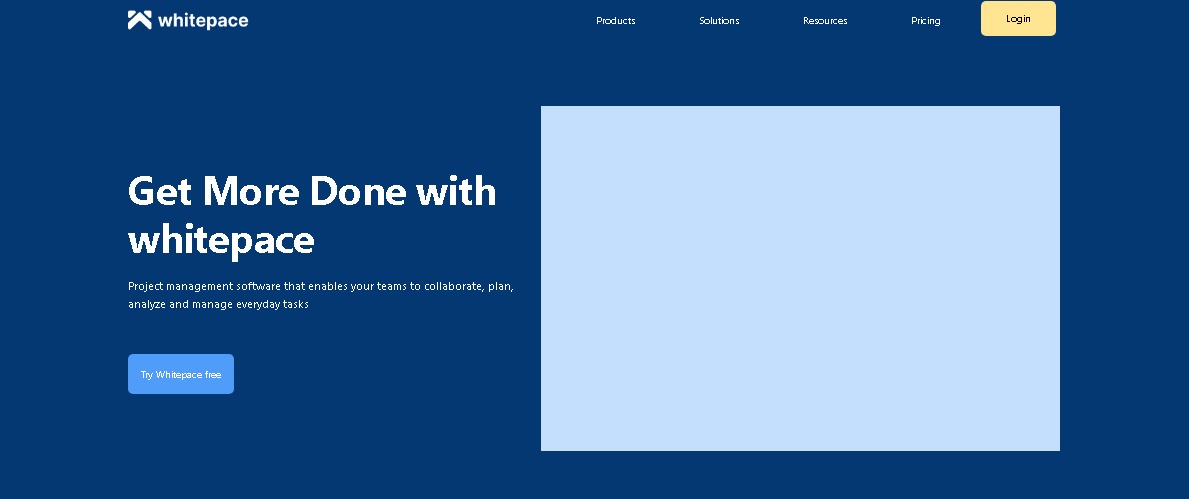 whitepace
Products
Solutions
Resources
Pricing
Login
Get More Done with
whitepace
Project management software that enables your teams to collaborate, plan,
analyze and manage everyday tasks
Try Whitepace free